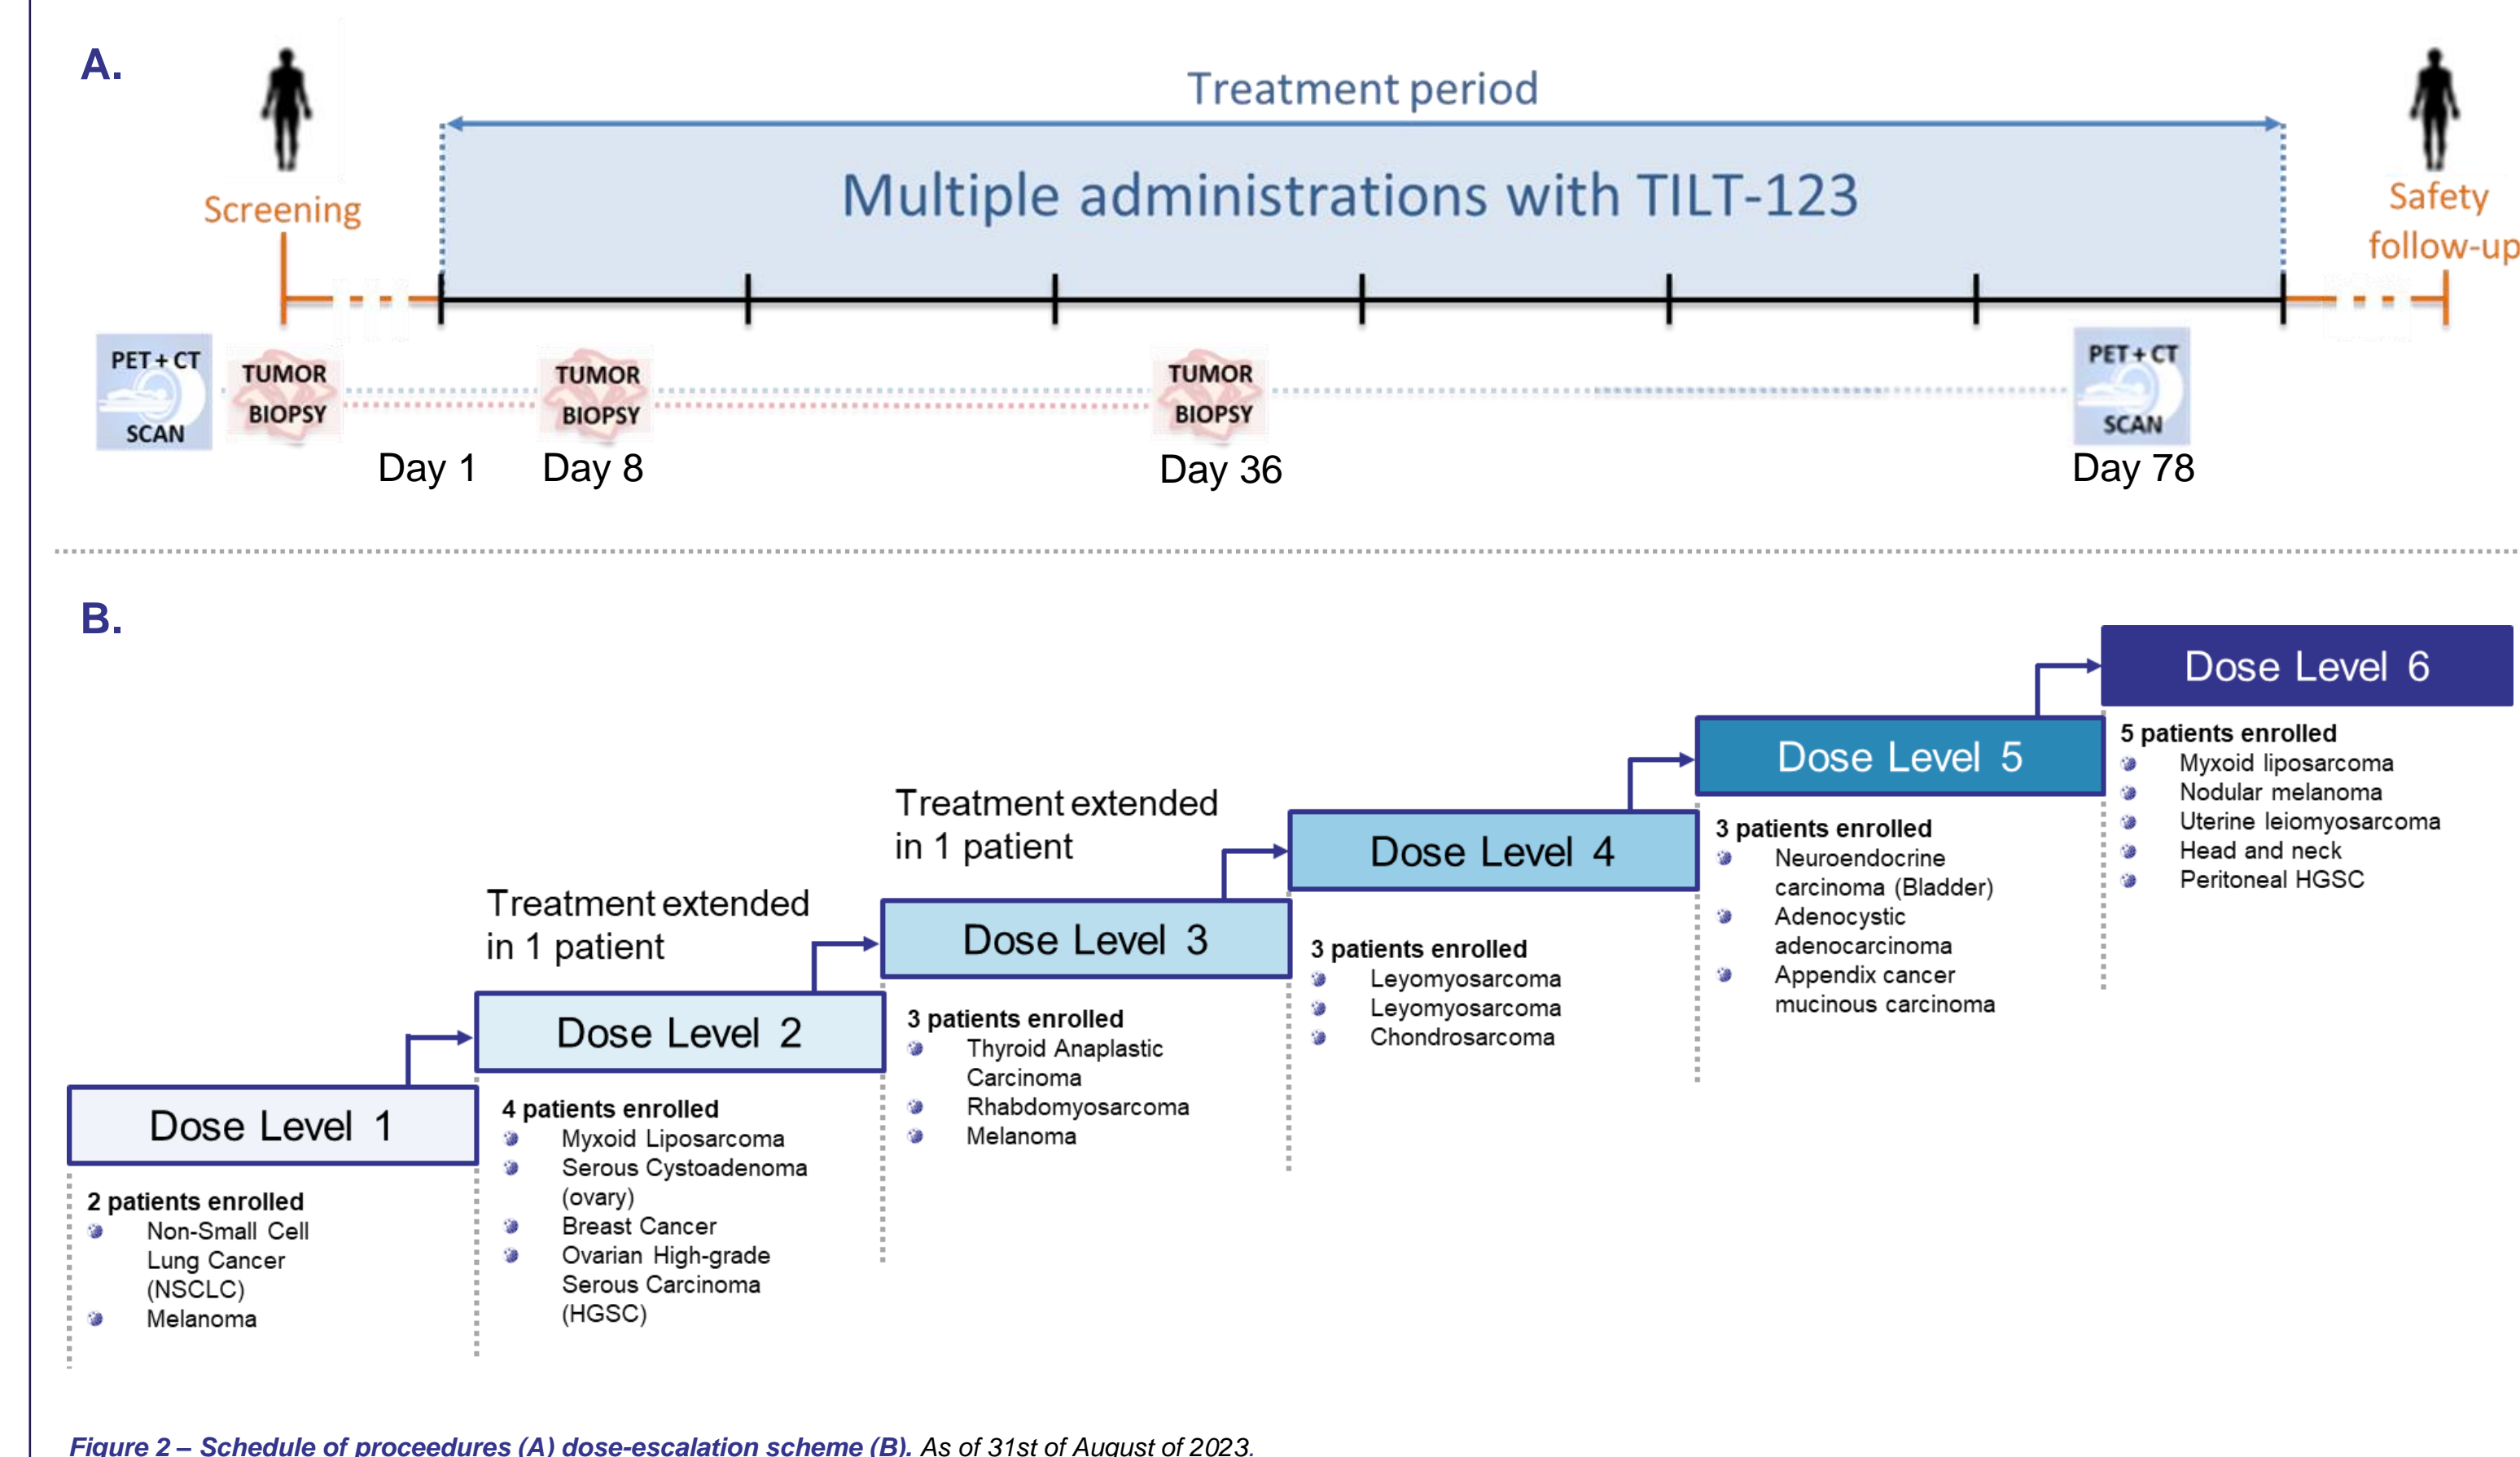 A.
Treatment period
Multiple administrations with TILT-123
Screening
Safety
follow-up
PET + CT
SCAN
TUMOR
BIOPSY
TUMOR
BIOPSY
TUMOR
BIOPSY
PET + CT
SCAN
Day 1
Day 8
Day 36
Day 78
B.
Dose Level 1
2 patients enrolled
Non-Small Cell
Lung Cancer
(NSCLC)
Melanoma
Treatment extended
in 1 patient
Dose Level 2
4 patients enrolled
Myxoid Liposarcoma
Serous Cystoadenoma
(ovary)
Breast Cancer
Ovarian High-grade
Serous Carcinoma
(HGSC)
Treatment extended
in 1 patient
Dose Level 3
3 patients enrolled
Thyroid Anaplastic
Carcinoma
Rhabdomyosarcoma
Melanoma
Dose Level 4
3 patients enrolled
Leyomyosarcoma
Leyomyosarcoma
Chondrosarcoma
Dose Level 5
3 patients enrolled
Neuroendocrine
carcinoma (Bladder)
Adenocystic
adenocarcinoma
Appendix cancer
mucinous carcinoma
Dose Level 6
5 patients enrolled
Myxoid liposarcoma
Nodular melanoma
Uterine leiomyosarcoma
Head and neck
Peritoneal HGSC
Figure 2 – Schedule of proceedures (A) dose-escalation scheme (B). As of 31st of August of 2023.